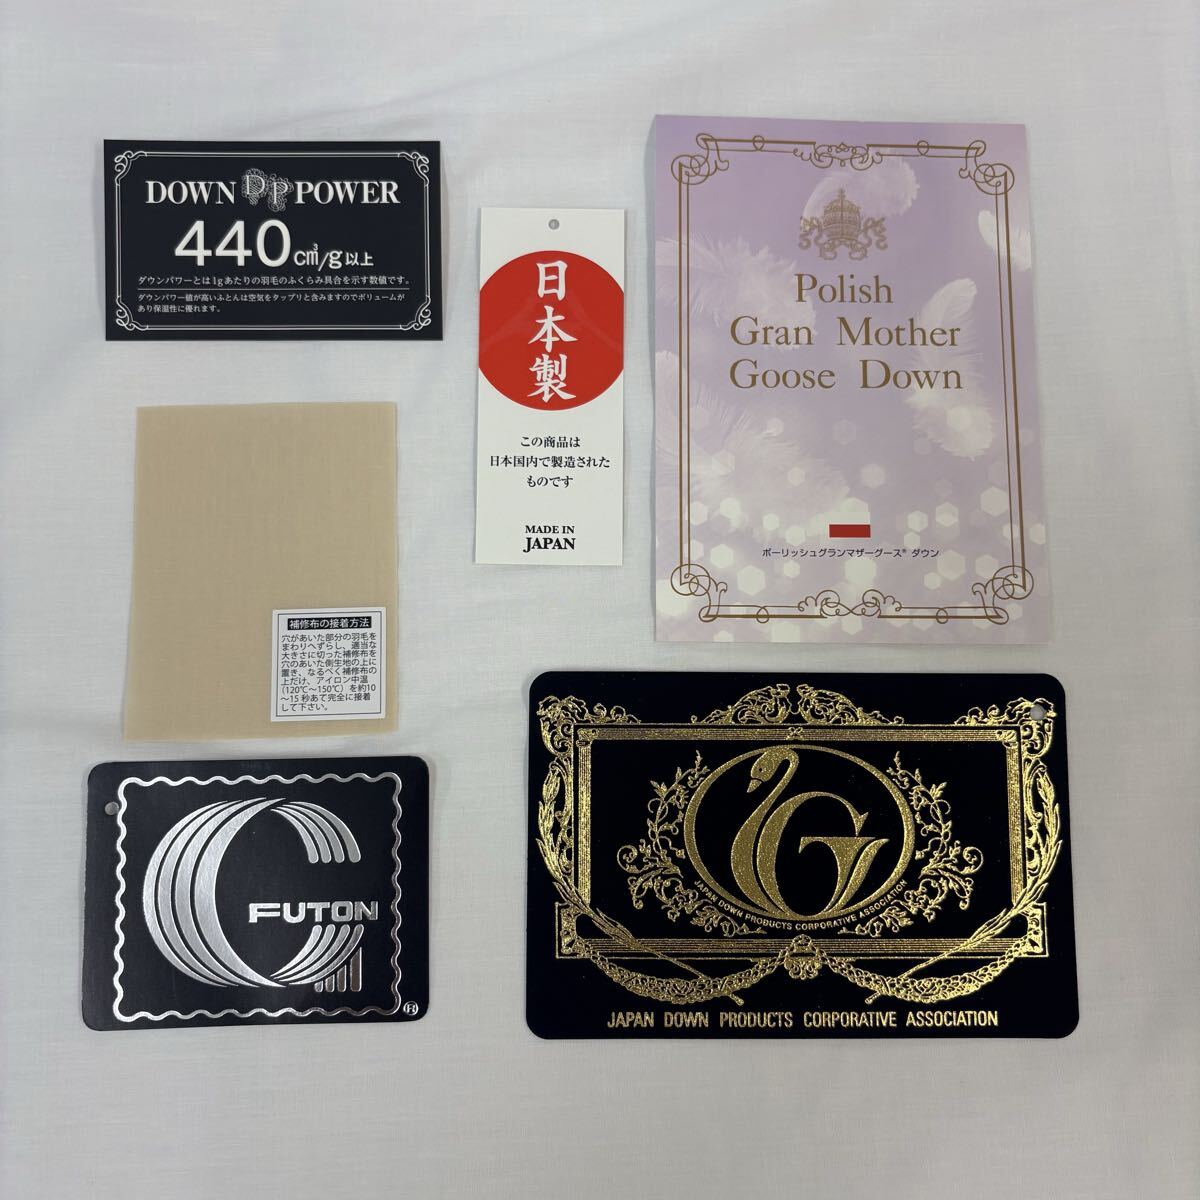 DOWN DP POWER
440cm³/g以上
ダウンパワーとは1gあたりの羽毛のふくらみ具合を示す数値です。
ダウンパワー値が高いふとんは空気をタップリと含みますのでボリュームが
あり保温性に優れます。
日本製
この商品は
日本国内で製造された
ものです
MADE IN
JAPAN
Polish
Gran Mother
Goose Down
ポーリッシュグランマザーグース® ダウン
補修布の接着方法
穴があいた部分の羽毛を
まわりへずらし、適当な
大きさに切った補修布を
穴のあいた側生地の上に
置き、なるべく補修布の
上だけ、アイロン中温
(120℃~150℃)を約10
~15秒あて完全に接着
して下さい。
G
FUTON
®
G
JAPAN DOWN PRODUCTS CORPORATIVE ASSOCIATION
JAPAN DOWN PRODUCTS CORPORATIVE ASSOCIATION